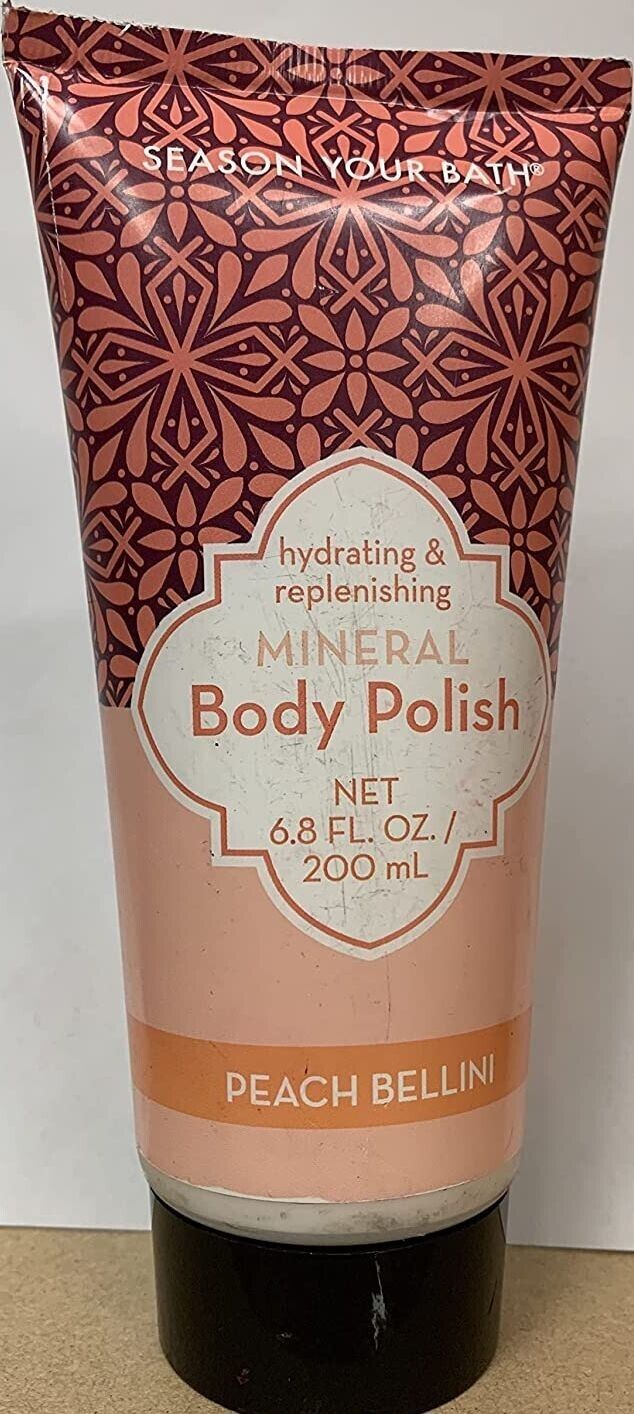 SEASON YOUR BATH®
hydrating &
replenishing
MINERAL
Body Polish
NET
6.8 FL. OZ. /
200 mL
PEACH BELLINI